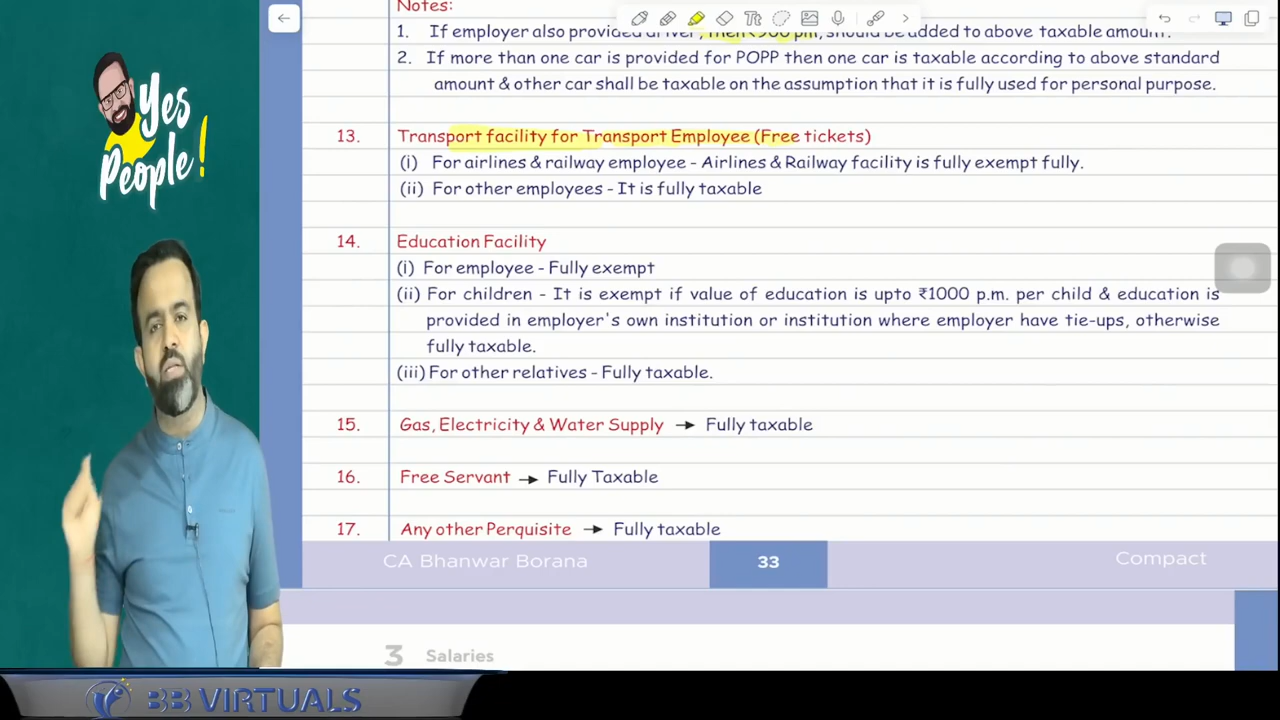 Notes:
1. If employer also provided driver, then ₹900 pm, should be added to above taxable amount.
2. If more than one car is provided for POPP then one car is taxable according to above standard
amount & other car shall be taxable on the assumption that it is fully used for personal purpose.
13. Transport facility for Transport Employee (Free tickets)
(i) For airlines & railway employee - Airlines & Railway facility is fully exempt fully.
(ii) For other employees - It is fully taxable
14. Education Facility
(i) For employee - Fully exempt
(ii) For children - It is exempt if value of education is upto ₹1000 p.m. per child & education is
provided in employer's own institution or institution where employer have tie-ups, otherwise
fully taxable.
(iii) For other relatives - Fully taxable.
15. Gas, Electricity & Water Supply → Fully taxable
16. Free Servant → Fully Taxable
17. Any other Perquisite → Fully taxable
CA Bhanwar Borana 33 Compact
3 Salaries
Yes
People!
BB VIRTUALS
Tt